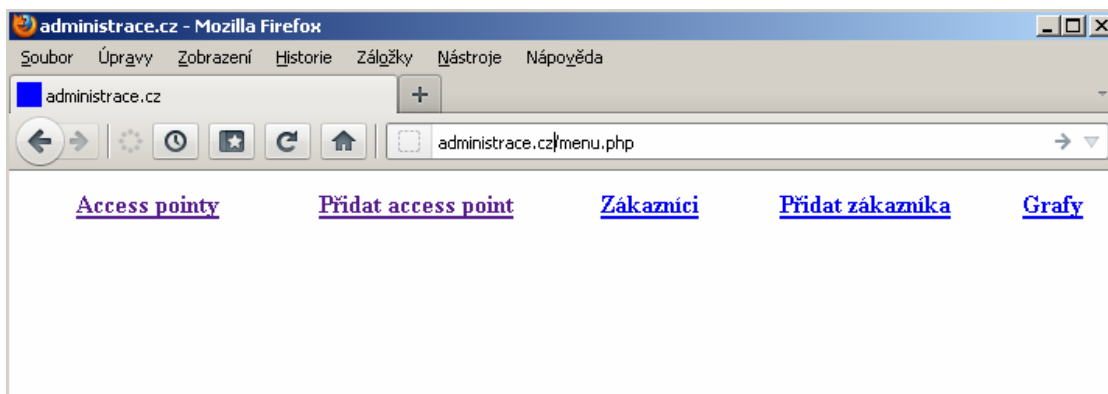 administrace.cz - Mozilla Firefox
Soubor Úpravy Zobrazení Historie Záložky Nástroje Nápověda
administrace.cz
administrace.cz/menu.php
Access pointy Přidat access point Zákazníci Přidat zákazníka Grafy